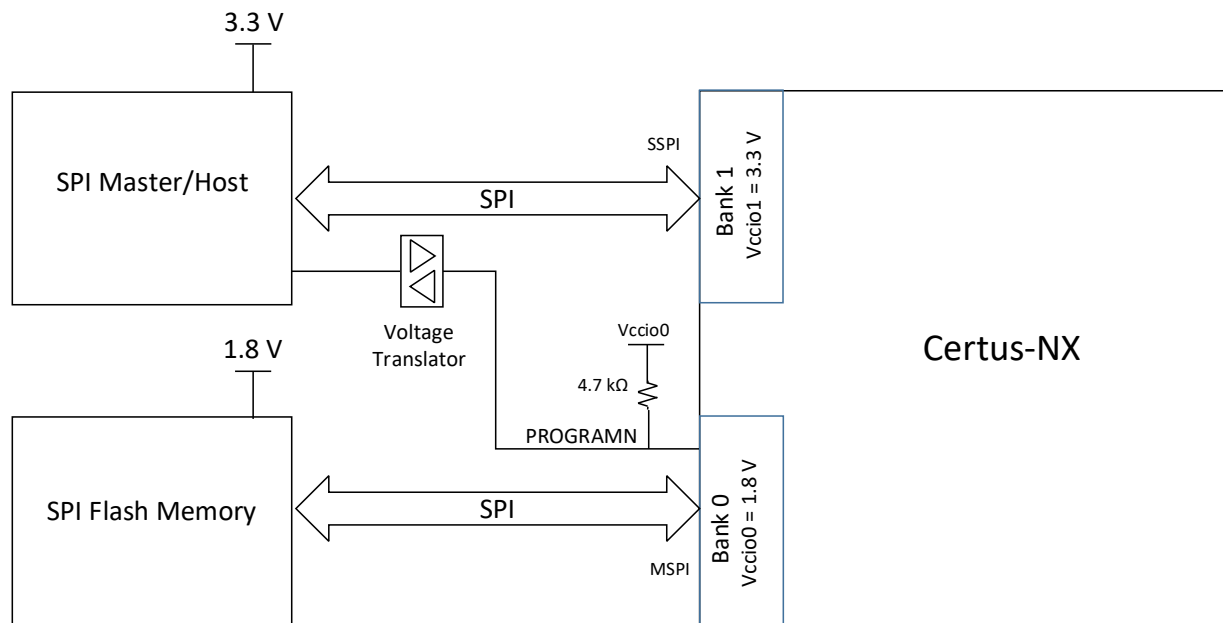 3.3 V
SPI Master/Host
SSPI
SPI
Bank 1
Vccio1 = 3.3 V
Voltage
Translator
Vccio0
4.7 kΩ
Certus-NX
1.8 V
PROGRAMN
SPI Flash Memory
SPI
Bank 0
Vccio0 = 1.8 V
MSPI